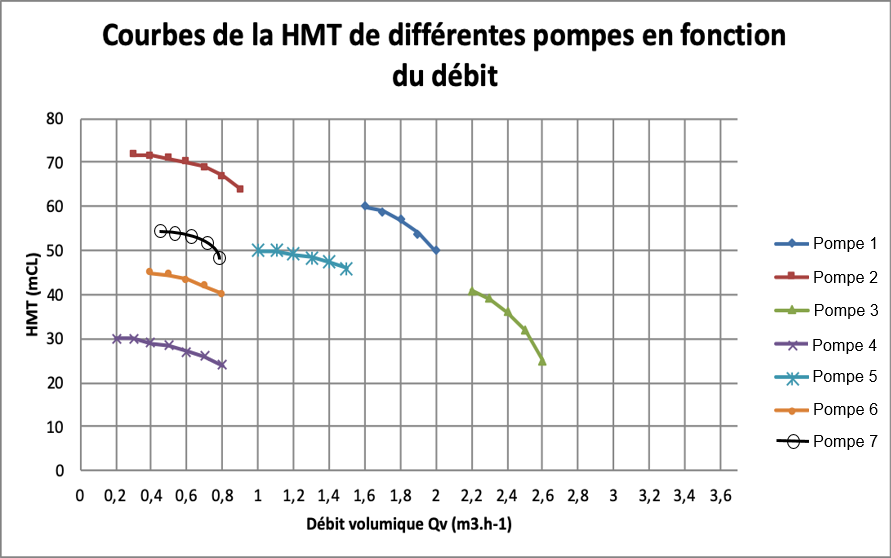 Courbes de la HMT de différentes pompes en fonction
du débit
HMT (mCL)
80
70
60
50
40
30
20
10
0
0 0,2 0,4 0,6 0,8 1 1,2 1,4 1,6 1,8 2 2,2 2,4 2,6 2,8 3 3,2 3,4 3,6
Débit volumique Qv (m3.h-1)
Pompe 1
Pompe 2
Pompe 3
Pompe 4
Pompe 5
Pompe 6
Pompe 7